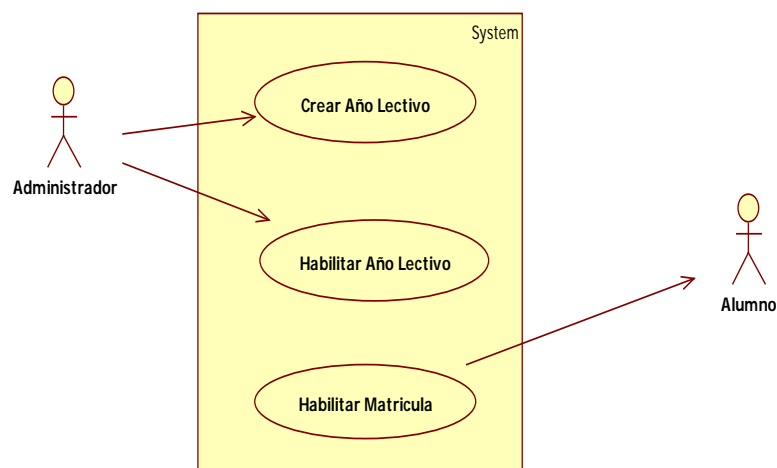 System
Crear Año Lectivo
Administrador
Habilitar Año Lectivo
Alumno
Habilitar Matricula